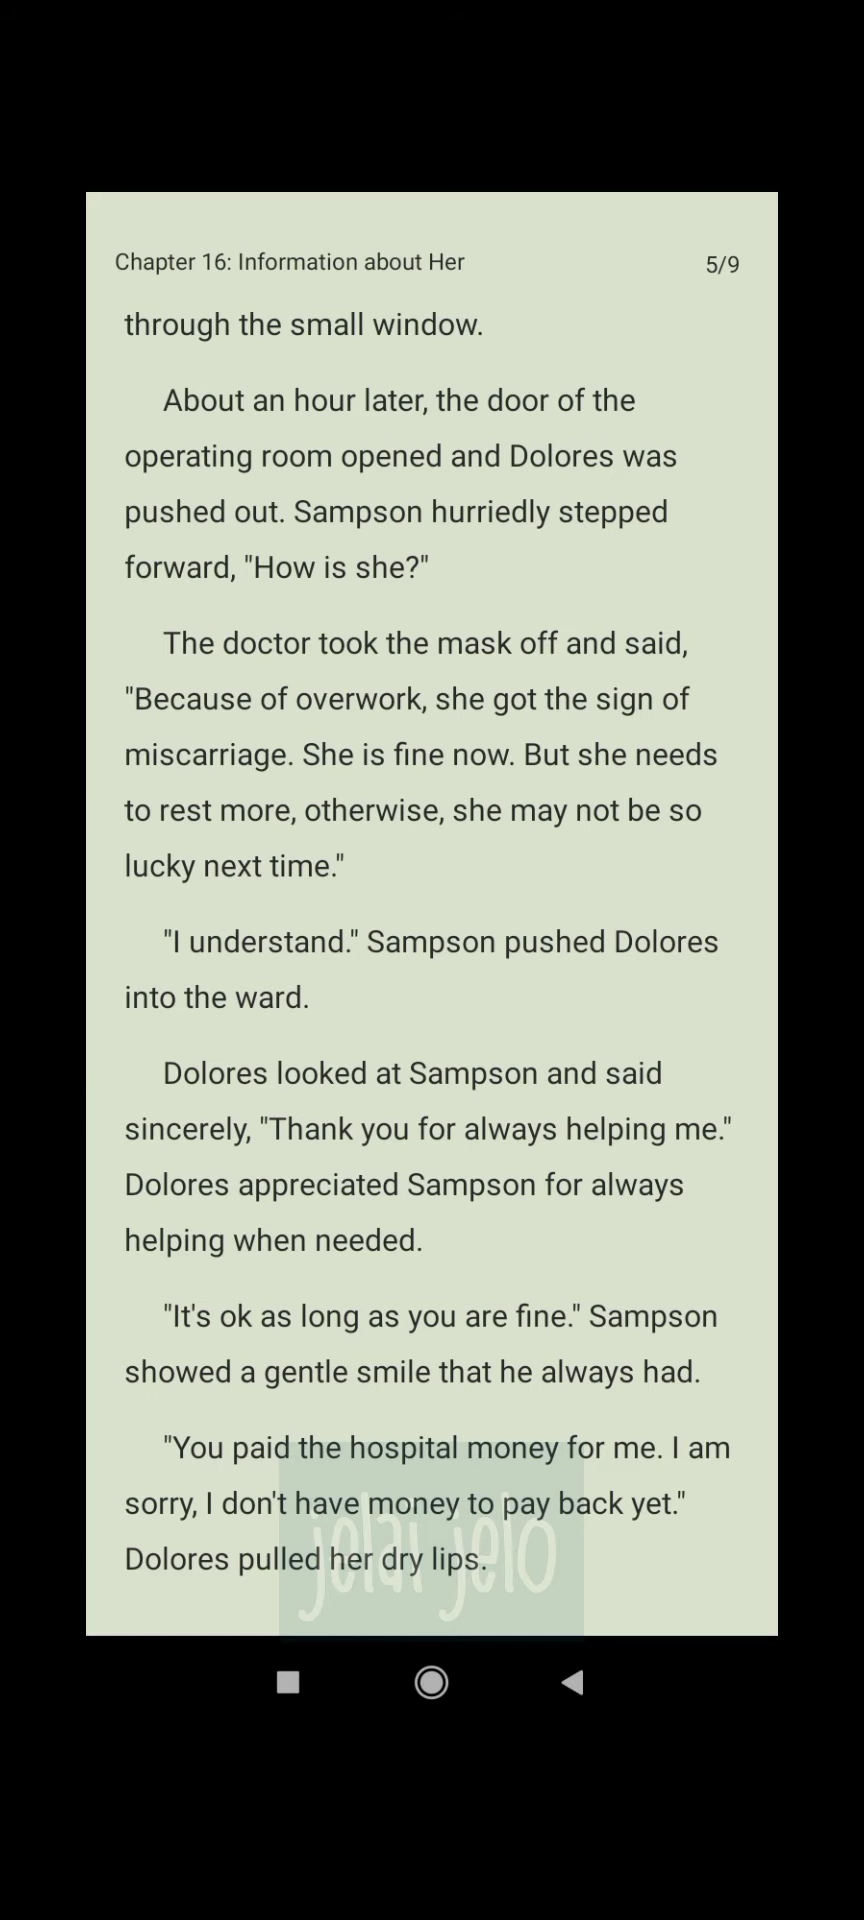 Chapter 16: Information about Her
5/9
through the small window.
About an hour later, the door of the
operating room opened and Dolores was
pushed out. Sampson hurriedly stepped
forward, "How is she?"
The doctor took the mask off and said,
"Because of overwork, she got the sign of
miscarriage. She is fine now. But she needs
to rest more, otherwise, she may not be so
lucky next time."
"I understand." Sampson pushed Dolores
into the ward.
Dolores looked at Sampson and said
sincerely, "Thank you for always helping me."
Dolores appreciated Sampson for always
helping when needed.
"It's ok as long as you are fine." Sampson
showed a gentle smile that he always had.
"You paid the hospital money for me. I am
sorry, I don't have money to pay back yet."
Dolores pulled her dry lips.
jelai jelo